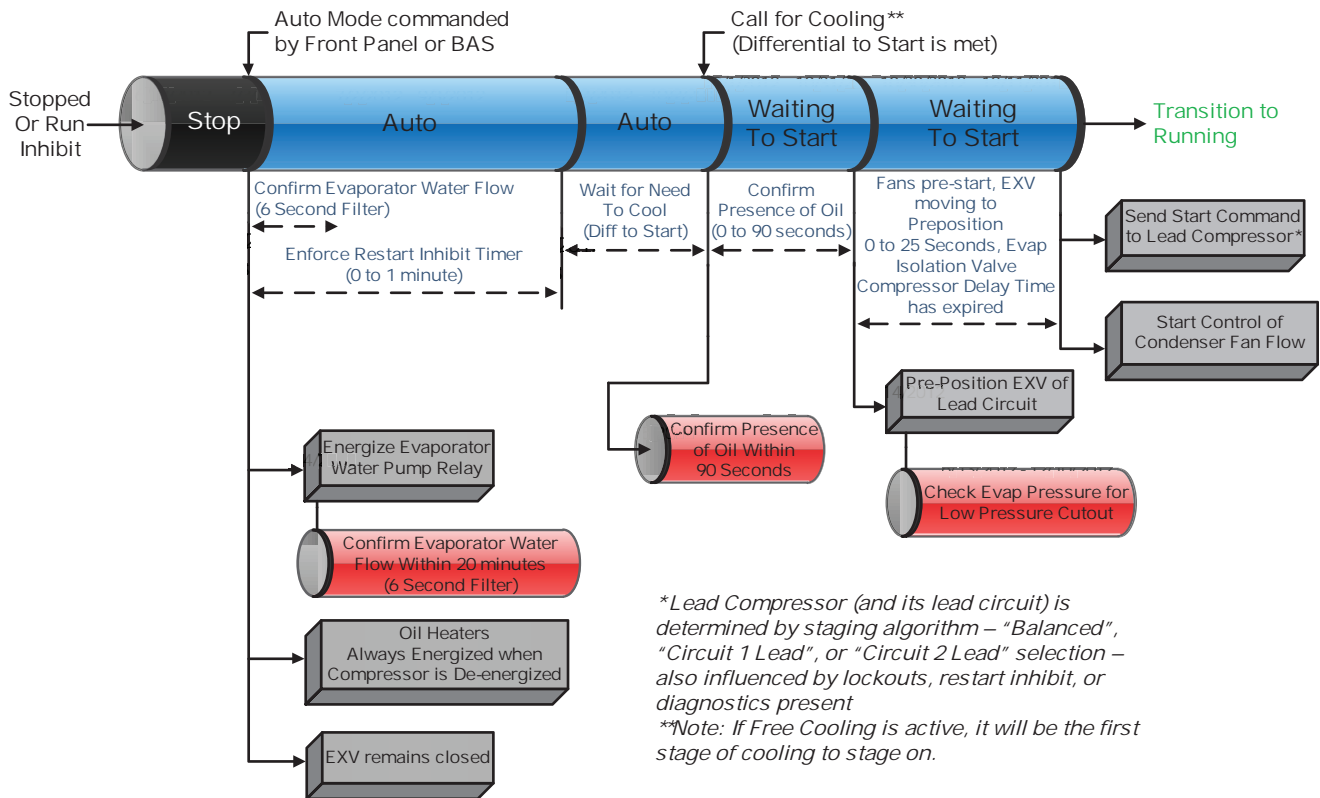 Auto Mode commanded
by Front Panel or BAS
Call for Cooling**
(Differential to Start is met)
Stopped
Or Run
Inhibit
Stop
Auto
Auto
Waiting
To Start
Waiting
To Start
Transition to
Running
Confirm Evaporator Water Flow
(6 Second Filter)
Enforce Restart Inhibit Timer
(0 to 1 minute)
Wait for Need
To Cool
(Diff to Start)
Confirm
Presence of Oil
(0 to 90 seconds)
Fans pre-start, EXV
moving to
Preposition
0 to 25 Seconds, Evap
Isolation Valve
Compressor Delay Time
has expired
Send Start Command
to Lead Compressor*
Start Control of
Condenser Fan Flow
Pre-Position EXV of
Lead Circuit
Check Evap Pressure for
Low Pressure Cutout
Confirm Presence
of Oil Within
90 Seconds
Energize Evaporator
Water Pump Relay
Confirm Evaporator Water
Flow Within 20 minutes
(6 Second Filter)
Oil Heaters
Always Energized when
Compressor is De-energized
EXV remains closed
*Lead Compressor (and its lead circuit) is
determined by staging algorithm – “Balanced”,
“Circuit 1 Lead”, or “Circuit 2 Lead” selection –
also influenced by lockouts, restart inhibit, or
diagnostics present
**Note: If Free Cooling is active, it will be the first
stage of cooling to stage on.